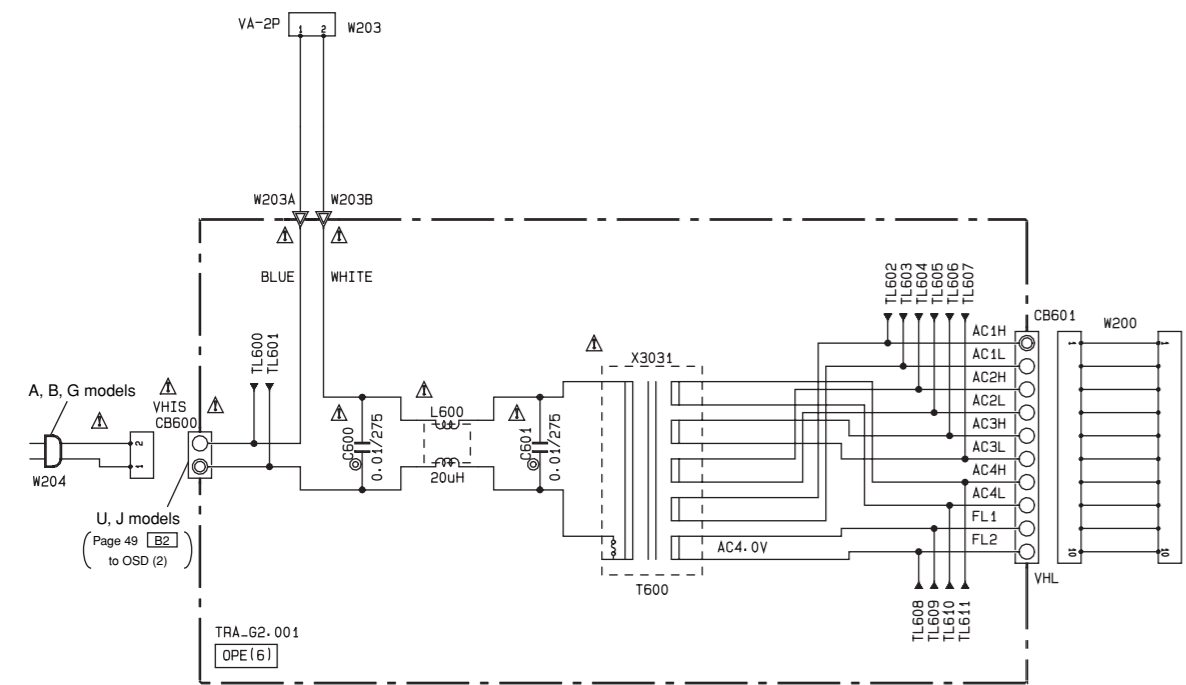 VA-2P
1 2
W203
W203A
W203B
BLUE
WHITE
TL600
TL601
A, B, G models
VHIS
CB600
2
1
W204
U, J models
Page 49 B2
to OSD (2)
C600
0.01/275
L600
20uH
C601
0.01/275
X3031
T600
AC4.0V
TL602
TL603
TL604
TL605
TL606
TL607
AC1H
AC1L
AC2H
AC2L
AC3H
AC3L
AC4H
AC4L
FL1
FL2
CB601
VHL
W200
1
1
10
10
TL608
TL609
TL610
TL611
TRA_G2.001
OPE(6)